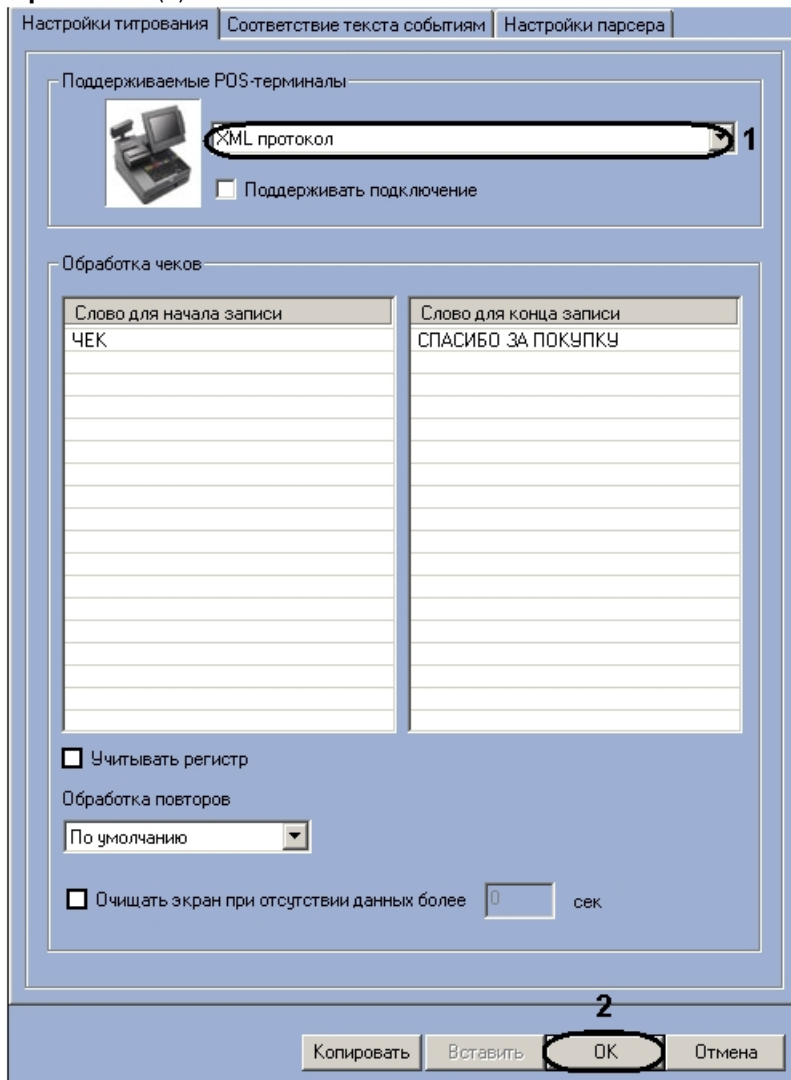 Настройки титрования Соответствие текста событиям Настройки парсера
Поддерживаемые POS-терминалы
XML протокол 1
Поддерживать подключение
Обработка чеков
Слово для начала записи Слово для конца записи
ЧЕК СПАСИБО ЗА ПОКУПКУ
Учитывать регистр
Обработка повторов
По умолчанию
Очищать экран при отсутствии данных более 0 сек
2
Копировать Вставить OK Отмена